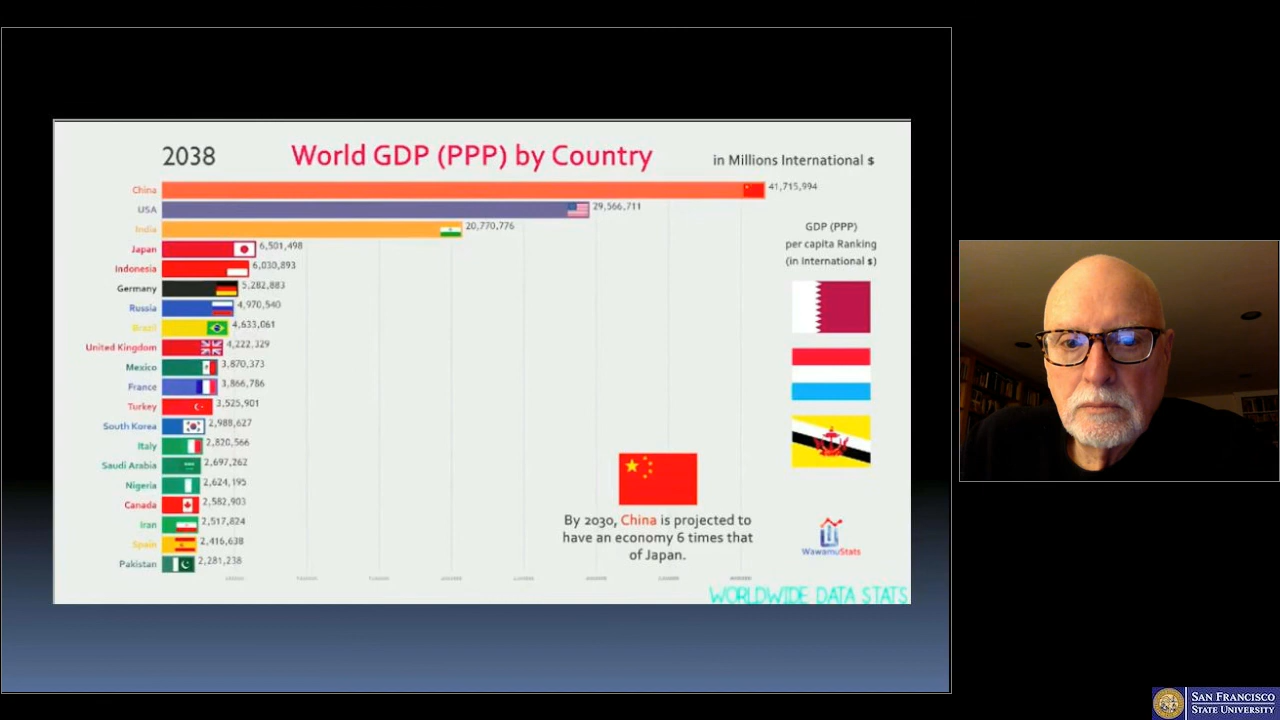 2038
World GDP (PPP) by Country
in Millions International $
China 41,715,994
USA 29,566,711
India 20,770,776
Japan 6,501,498
Indonesia 6,030,893
Germany 5,282,883
Russia 4,970,540
Brazil 4,633,061
United Kingdom 4,222,329
Mexico 3,870,373
France 3,866,786
Turkey 3,525,901
South Korea 2,988,627
Italy 2,820,566
Saudi Arabia 2,697,262
Nigeria 2,624,195
Canada 2,582,903
Iran 2,517,824
Spain 2,416,638
Pakistan 2,281,238
GDP (PPP)
per capita Ranking
(in International $)
By 2030, China is projected to
have an economy 6 times that
of Japan.
WawamuStats
WORLDWIDE DATA STATS
SAN FRANCISCO
STATE UNIVERSITY